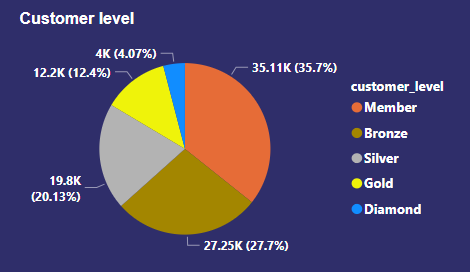 Customer level
4K (4.07%)
12.2K (12.4%)
35.11K (35.7%)
19.8K
(20.13%)
27.25K (27.7%)
customer_level
Member
Bronze
Silver
Gold
Diamond